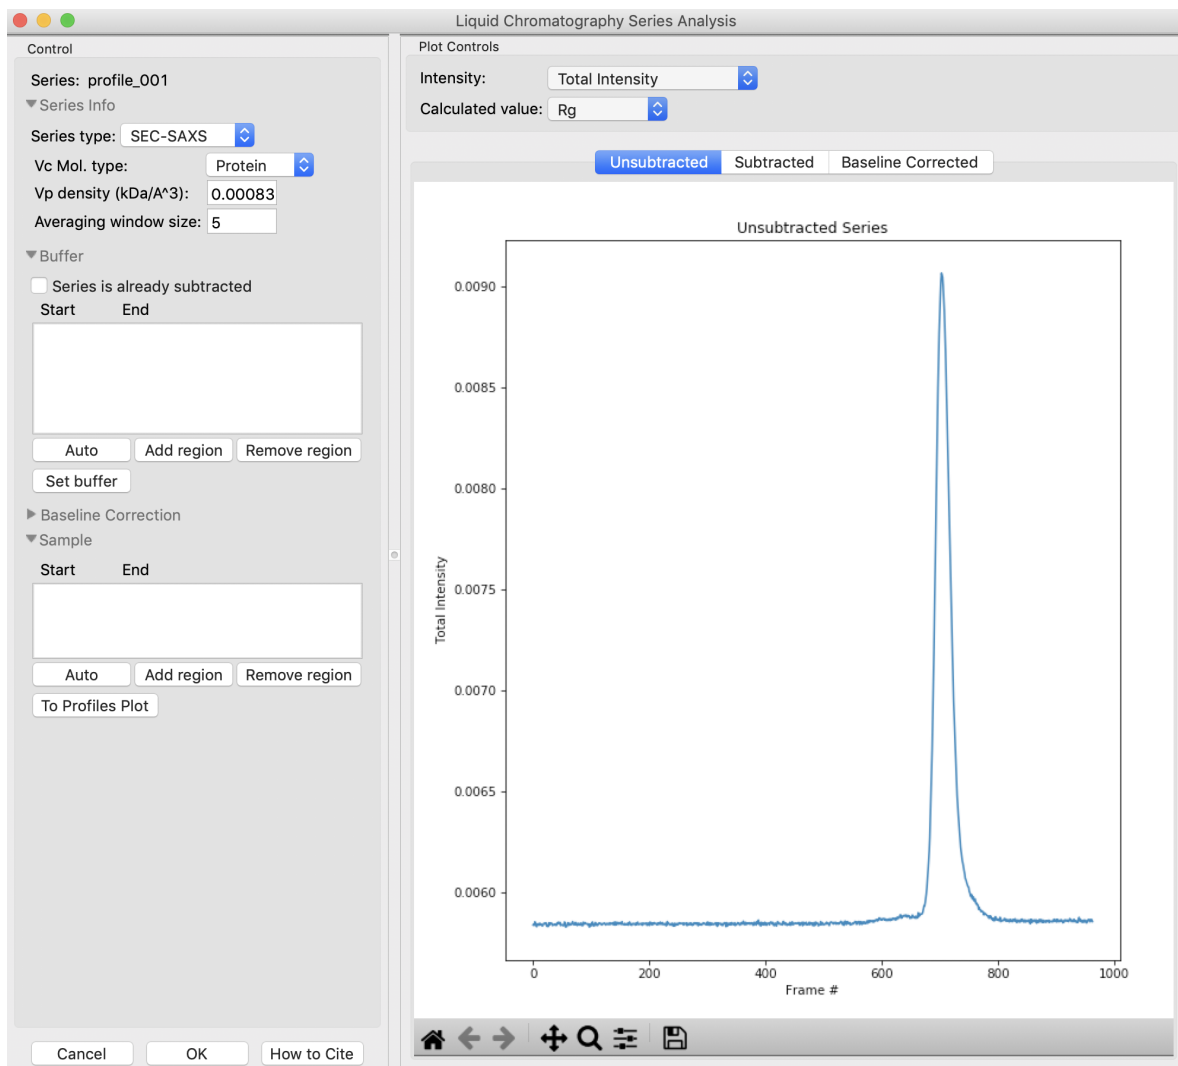 Liquid Chromatography Series Analysis
Control
Series: profile_001
Series Info
Series type: SEC-SAXS
Vc Mol. type: Protein
Vp density (kDa/A^3): 0.00083
Averaging window size: 5
Buffer
Series is already subtracted
Start End
Auto Add region Remove region
Set buffer
Baseline Correction
Sample
Start End
Auto Add region Remove region
To Profiles Plot
Cancel OK How to Cite
Plot Controls
Intensity: Total Intensity
Calculated value: Rg
Unsubtracted Subtracted Baseline Corrected
Unsubtracted Series
0.0090
0.0085
0.0080
0.0075
0.0070
0.0065
0.0060
Total Intensity
0 200 400 600 800 1000
Frame #